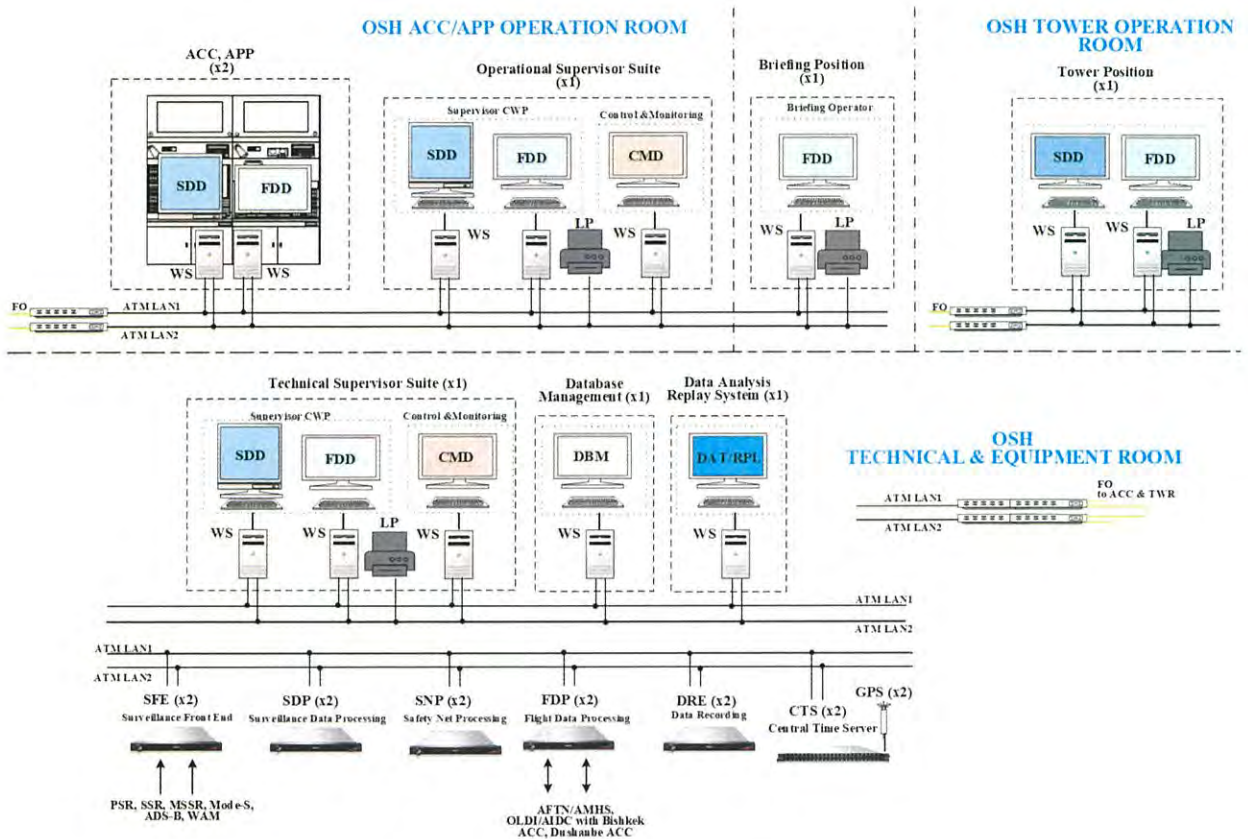 OSH ACC/APP OPERATION ROOM
OSH TOWER OPERATION
ROOM
ACC, APP
(x2)
Operational Supervisor Suite
(x1)
Briefing Position
(x1)
Tower Position
(x1)
Supervisor CWP
Control &Monitoring
Briefing Operator
SDD
FDD
SDD
FDD
CMD
FDD
SDD
FDD
WS
WS
WS
LP
WS
WS
LP
WS
WS
LP
FO
ATM LAN1
ATM LAN2
FO
Technical Supervisor Suite (x1)
Database
Management (x1)
Data Analysis
Replay System (x1)
Supervisor CWP
Control &Monitoring
OSH
TECHNICAL & EQUIPMENT ROOM
SDD
FDD
CMD
DBM
DAT/RPL
FO
to ACC & TWR
ATM LAN1
ATM LAN2
WS
WS
LP
WS
WS
WS
ATM LAN1
ATM LAN2
ATM LAN1
ATM LAN2
SFE (x2)
Surveillance Front End
SDP (x2)
Surveillance Data Processing
SNP (x2)
Safety Net Processing
FDP (x2)
Flight Data Processing
DRE (x2)
Data Recording
CTS (x2)
Central Time Server
GPS (x2)
PSR, SSR, MSSR, Mode-S,
ADS-B, WAM
AFTN/AMHS,
OLDI/AIDC with Bishkek
ACC, Dushanbe ACC